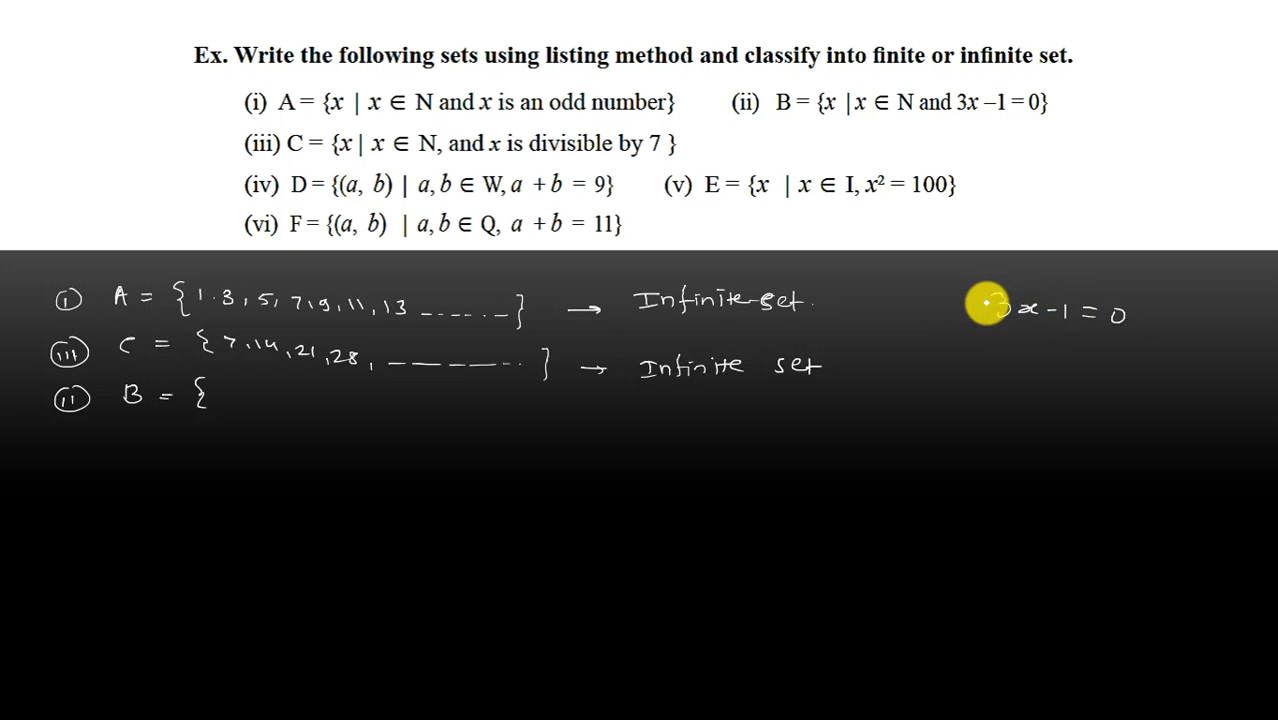 Ex. Write the following sets using listing method and classify into finite or infinite set.
(i) A = {x | x ∈ N and x is an odd number} (ii) B = {x | x ∈ N and 3x –1 = 0}
(iii) C = {x | x ∈ N, and x is divisible by 7 }
(iv) D = {(a, b) | a, b ∈ W, a + b = 9} (v) E = {x | x ∈ I, x² = 100}
(vi) F = {(a, b) | a, b ∈ Q, a + b = 11}
(i) A = {1.3, 5, 7, 9, 11, 13 .......} → Infinite set. 3x - 1 = 0
(iii) C = {7, 14, 21, 28, ------} → Infinite set
(ii) B = {